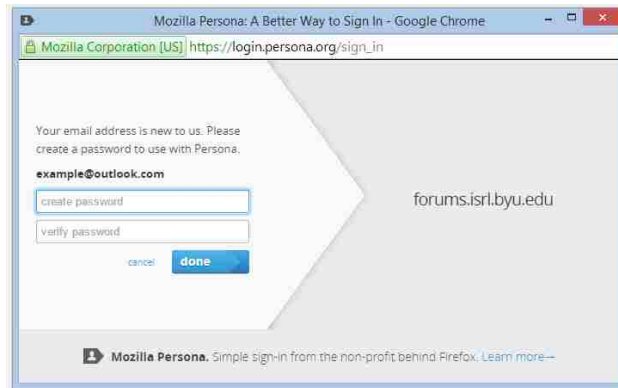 Mozilla Persona: A Better Way to Sign In - Google Chrome
Mozilla Corporation [US] https://login.persona.org/sign_in
Your email address is new to us. Please
create a password to use with Persona.
example@outlook.com
create password
verify password
cancel done
forums.isrl.byu.edu
Mozilla Persona. Simple sign-in from the non-profit behind Firefox. Learn more→